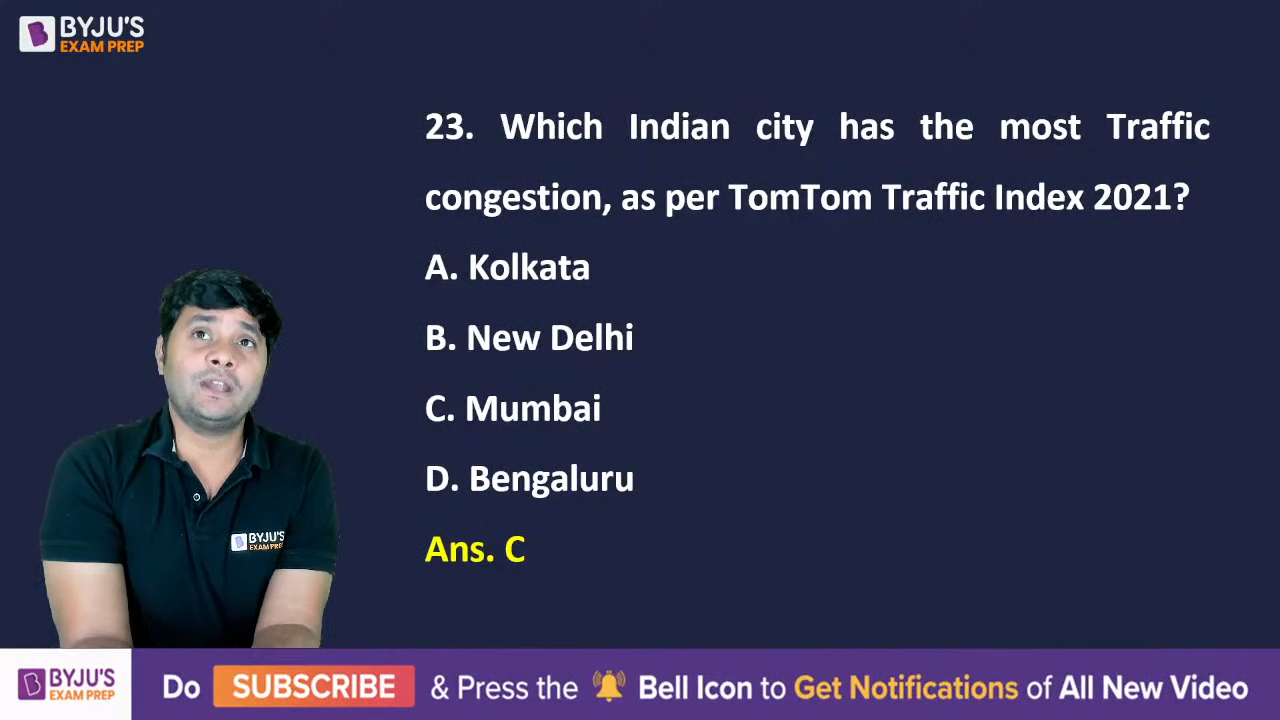 BYJU'S
EXAM PREP
23. Which Indian city has the most Traffic
congestion, as per TomTom Traffic Index 2021?
A. Kolkata
B. New Delhi
C. Mumbai
D. Bengaluru
Ans. C
BYJU'S
EXAM PREP
BYJU'S
EXAM PREP
Do SUBSCRIBE & Press the Bell Icon to Get Notifications of All New Video